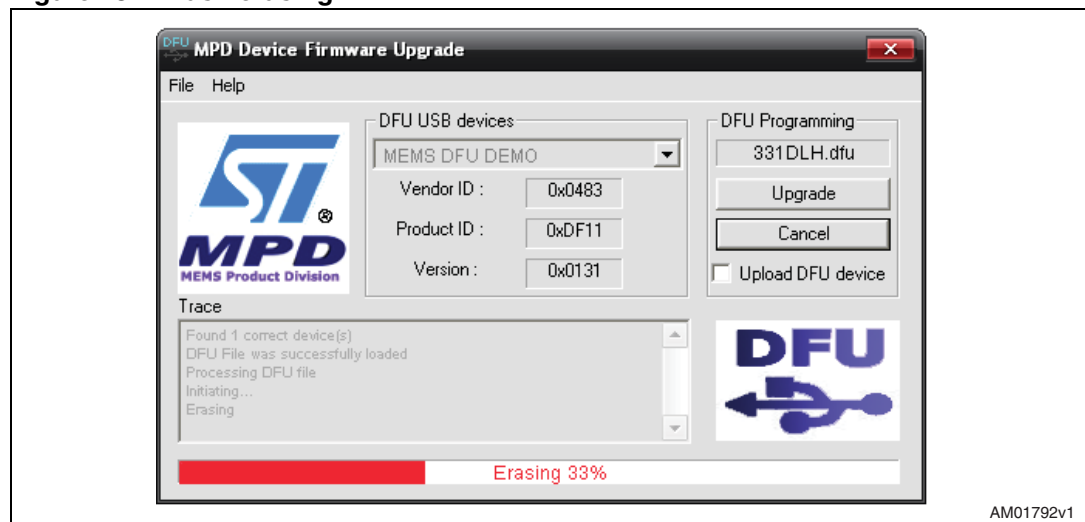 DFU MPD Device Firmware Upgrade
File Help
DFU USB devices
MEMS DFU DEMO
Vendor ID : 0x0483
Product ID : 0xDF11
Version : 0x0131
DFU Programming
331DLH.dfu
Upgrade
Cancel
Upload DFU device
ST ®
MPD
MEMS Product Division
Trace
Found 1 correct device(s)
DFU File was successfully loaded
Processing DFU file
Initiating...
Erasing
DFU
Erasing 33%
AM01792v1